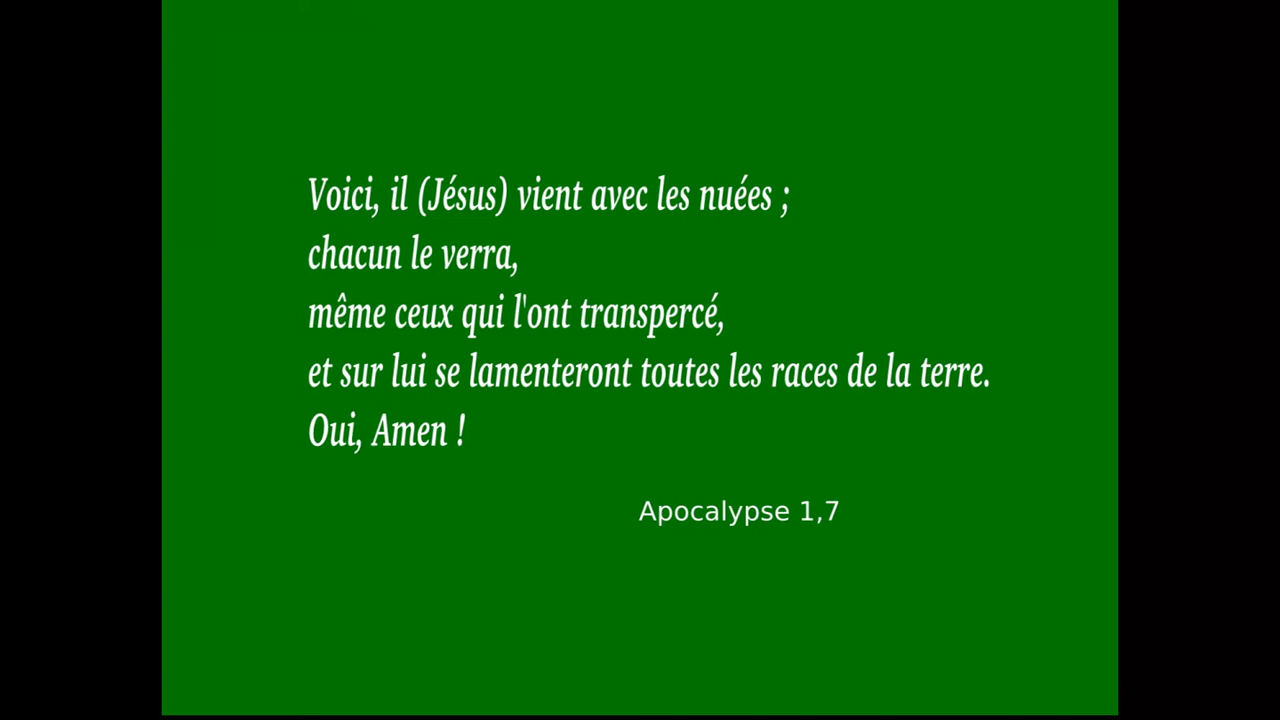 Voici, il (Jésus) vient avec les nuées ;
chacun le verra,
même ceux qui l'ont transpercé,
et sur lui se lamenteront toutes les races de la terre.
Oui, Amen !
Apocalypse 1,7